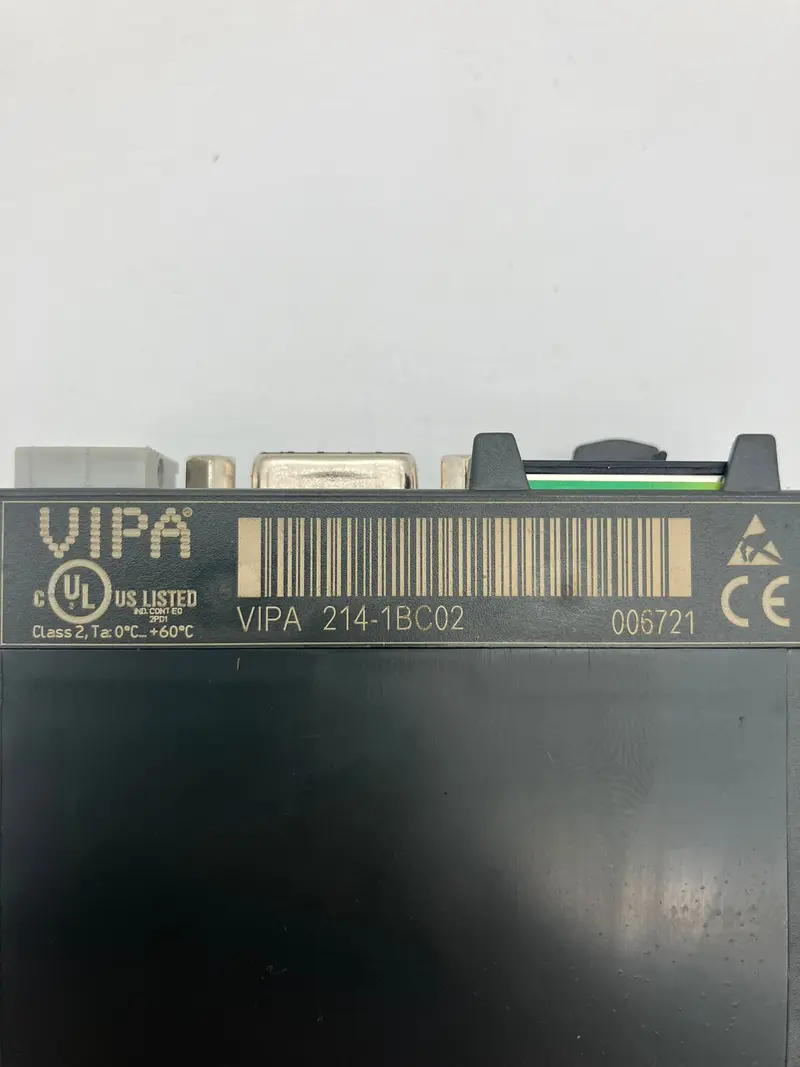 VIPA®
C UL US LISTED
IND. CONT EQ
2PD1
Class 2, Ta: 0°C... +60°C
VIPA 214-1BC02
006721
CE